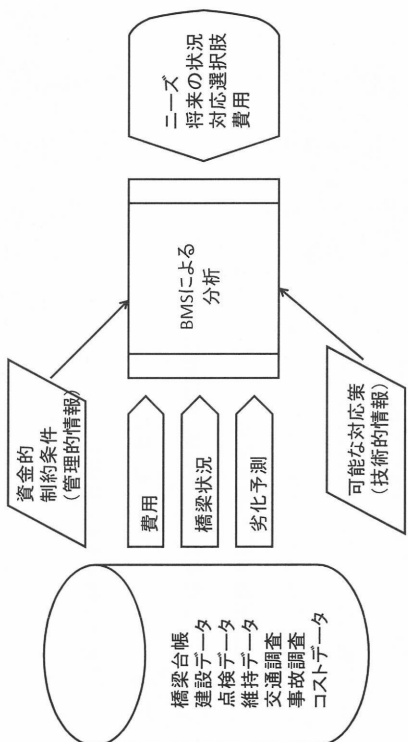 橋梁台帳
建設データ
点検データ
維持データ
交通調査
事故調査
コストデータ
資金的
制約条件
(管理的情報)
費用
橋梁状況
劣化予測
可能な対応策
(技術的情報)
BMSによる
分析
ニーズ
将来の状況
対応選択肢
費用